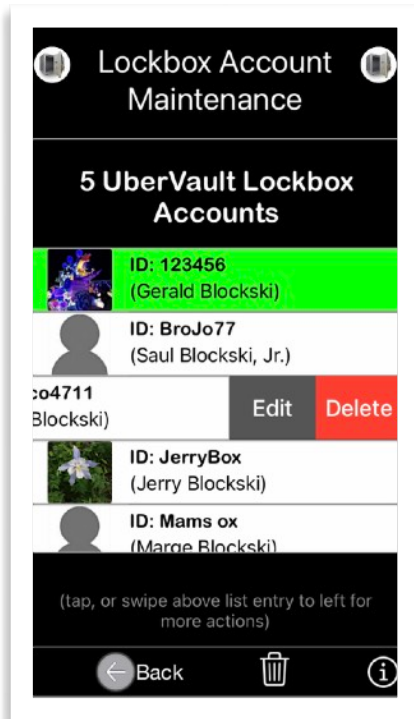 Lockbox Account
Maintenance
5 UberVault Lockbox
Accounts
ID: 123456
(Gerald Blockski)
ID: BroJo77
(Saul Blockski, Jr.)
co4711
Blockski)
Edit
Delete
ID: JerryBox
(Jerry Blockski)
ID: Mams ox
(Marge Blockski)
(tap, or swipe above list entry to left for
more actions)
Back